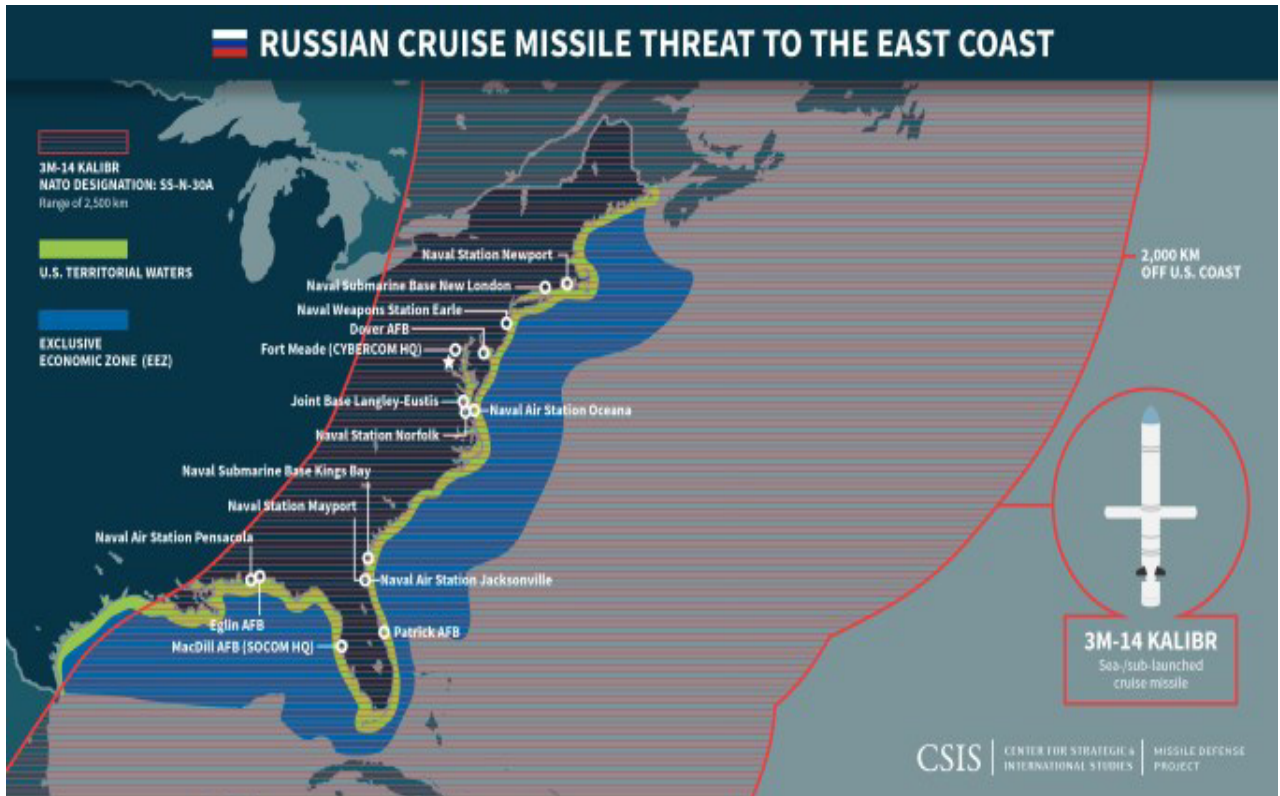 RUSSIAN CRUISE MISSILE THREAT TO THE EAST COAST
3M-14 KALIBR
NATO DESIGNATION: SS-N-30A
Range of 2,500 km
U.S. TERRITORIAL WATERS
EXCLUSIVE
ECONOMIC ZONE (EEZ)
Naval Station Newport
Naval Submarine Base New London
Naval Weapons Station Earle
Dover AFB
Fort Meade (CYBERCOM HQ)
Joint Base Langley-Eustis
Naval Air Station Oceana
Naval Station Norfolk
Naval Submarine Base Kings Bay
Naval Station Mayport
Naval Air Station Pensacola
Naval Air Station Jacksonville
Eglin AFB
Patrick AFB
MacDill AFB (SOCOM HQ)
2,000 KM
OFF U.S. COAST
3M-14 KALIBR
Sea-/sub-launched
cruise missile
CSIS
CENTER FOR STRATEGIC &
INTERNATIONAL STUDIES
MISSILE DEFENSE
PROJECT